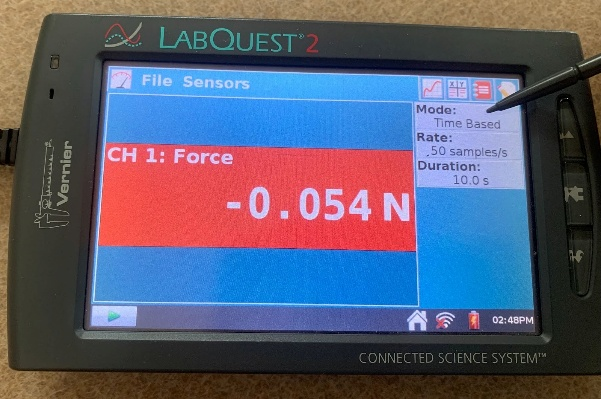 LABQUEST®2
File Sensors
Mode:
Time Based
Rate:
50 samples/s
Duration:
10.0 s
CH 1: Force
-0.054 N
Vernier
02:48PM
CONNECTED SCIENCE SYSTEM™